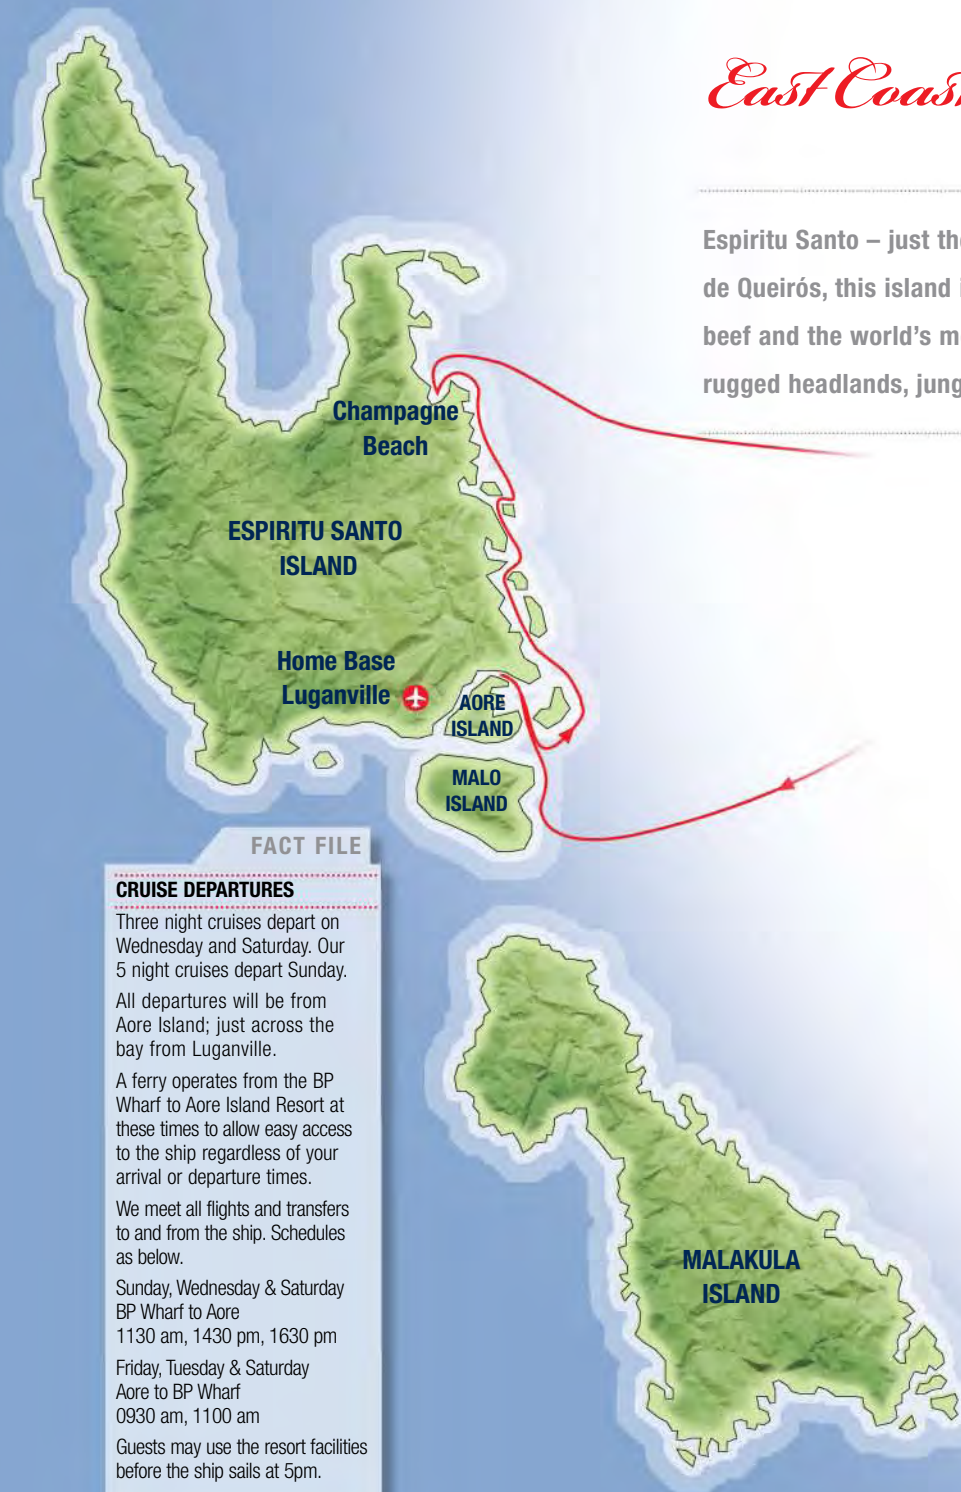 East Coast
Espiritu Santo – just the
de Queirós, this island i
beef and the world's m
rugged headlands, jung
Champagne
Beach
ESPIRITU SANTO
ISLAND
Home Base
Luganville
AORE
ISLAND
MALO
ISLAND
FACT FILE
CRUISE DEPARTURES
Three night cruises depart on
Wednesday and Saturday. Our
5 night cruises depart Sunday.
All departures will be from
Aore Island; just across the
bay from Luganville.
A ferry operates from the BP
Wharf to Aore Island Resort at
these times to allow easy access
to the ship regardless of your
arrival or departure times.
We meet all flights and transfers
to and from the ship. Schedules
as below.
Sunday, Wednesday & Saturday
BP Wharf to Aore
1130 am, 1430 pm, 1630 pm
Friday, Tuesday & Saturday
Aore to BP Wharf
0930 am, 1100 am
Guests may use the resort facilities
before the ship sails at 5pm.
MALAKULA
ISLAND